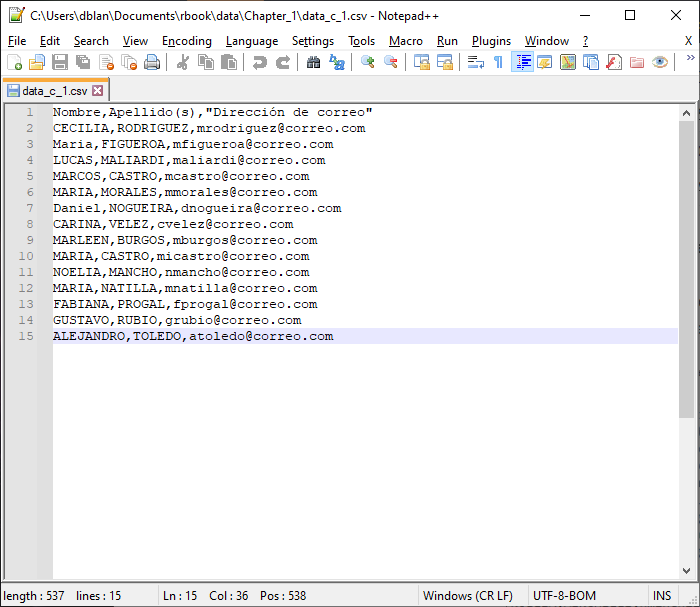 C:\Users\dblan\Documents\rbook\data\Chapter_1\data_c_1.csv - Notepad++
File Edit Search View Encoding Language Settings Tools Macro Run Plugins Window ? X
data_c_1.csv
1 Nombre,Apellido(s),"Dirección de correo"
2 CECILIA,RODRIGUEZ,mrodriguez@correo.com
3 Maria,FIGUEROA,mfigueroa@correo.com
4 LUCAS,MALIARDI,maliardi@correo.com
5 MARCOS,CASTRO,mcastro@correo.com
6 MARIA,MORALES,mmorales@correo.com
7 Daniel,NOGUEIRA,dnogueira@correo.com
8 CARINA,VELEZ,cvelez@correo.com
9 MARLEEN,BURGOS,mburgos@correo.com
10 MARIA,CASTRO,micastro@correo.com
11 NOELIA,MANCHO,nmancho@correo.com
12 MARIA,NATILLA,mnatilla@correo.com
13 FABIANA,PROGAL,fprogal@correo.com
14 GUSTAVO,RUBIO,grubio@correo.com
15 ALEJANDRO,TOLEDO,atoledo@correo.com
length : 537 lines : 15 Ln : 15 Col : 36 Pos : 538 Windows (CR LF) UTF-8-BOM INS